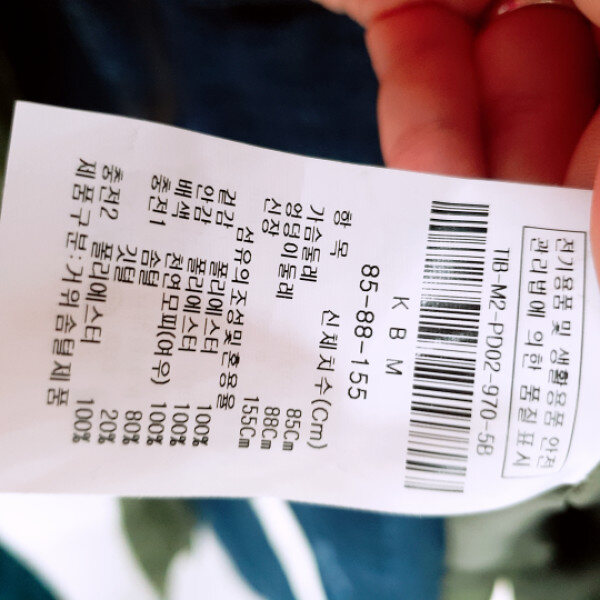 전기용품 및 생활용품 안전
관리법에 의한 품질 표시
TIB-M2-PD02-970-58
K B M
85-88-155
항 목 신체치수(Cm)
가슴둘레 85Cm
엉덩이둘레 88Cm
신장 155Cm
섬유의 조성 및 혼용율
겉감 폴리에스터 100%
안감 폴리에스터 100%
배색 천연모피(여우) 100%
충전1 솜털 80%
깃털 20%
충전2 폴리에스터 100%
제품구분:거위솜털제품